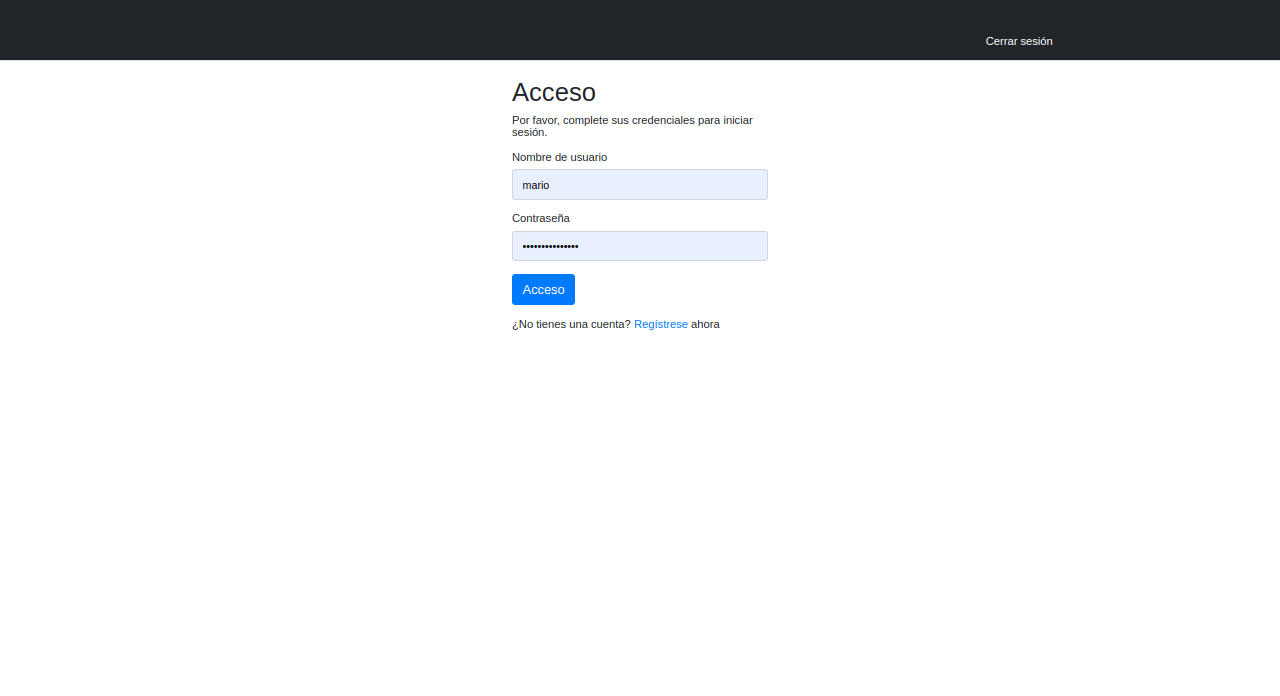 Cerrar sesión
Acceso
Por favor, complete sus credenciales para iniciar
sesión.
Nombre de usuario
mario
Contraseña
•••••••••••••••
Acceso
¿No tienes una cuenta? Regístrese ahora